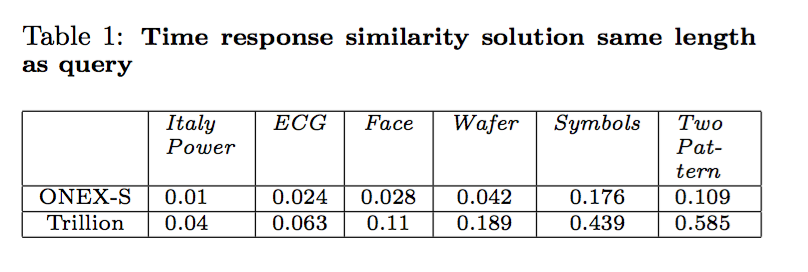 Table 1: Time response similarity solution same length
as query
Italy Power ECG Face Wafer Symbols Two Pat-tern
ONEX-S 0.01 0.024 0.028 0.042 0.176 0.109
Trillion 0.04 0.063 0.11 0.189 0.439 0.585